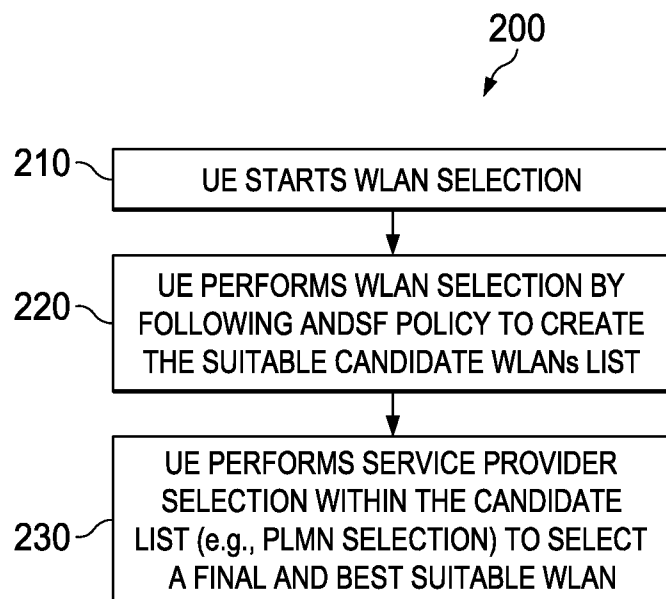 200
210
UE STARTS WLAN SELECTION
220
UE PERFORMS WLAN SELECTION BY
FOLLOWING ANDSF POLICY TO CREATE
THE SUITABLE CANDIDATE WLANs LIST
230
UE PERFORMS SERVICE PROVIDER
SELECTION WITHIN THE CANDIDATE
LIST (e.g., PLMN SELECTION) TO SELECT
A FINAL AND BEST SUITABLE WLAN